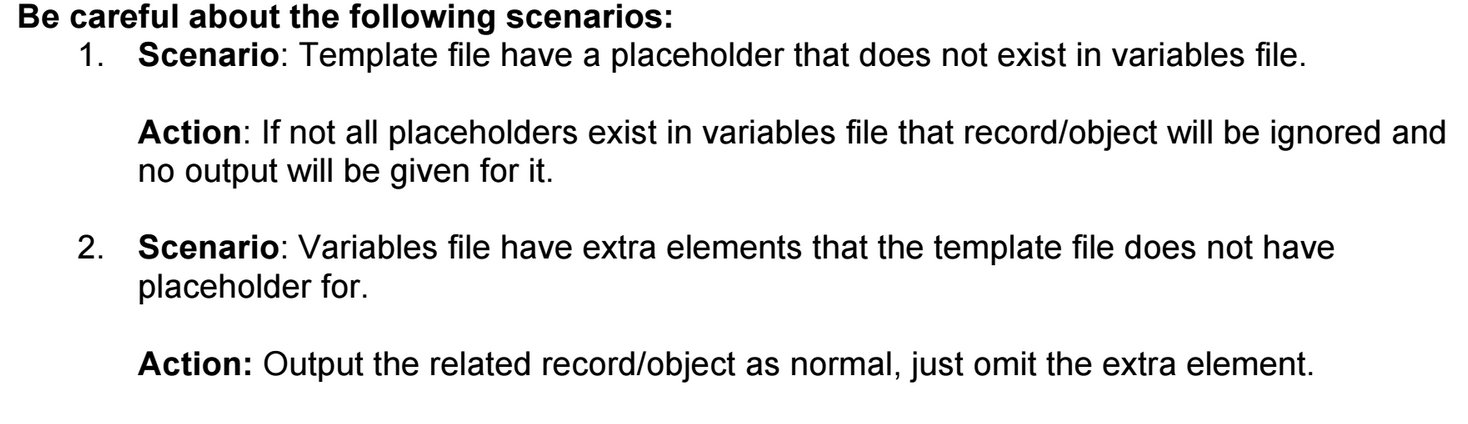 Be careful about the following scenarios:
1. Scenario: Template file have a placeholder that does not exist in variables file.
Action: If not all placeholders exist in variables file that record/object will be ignored and
no output will be given for it.
2. Scenario: Variables file have extra elements that the template file does not have
placeholder for.
Action: Output the related record/object as normal, just omit the extra element.